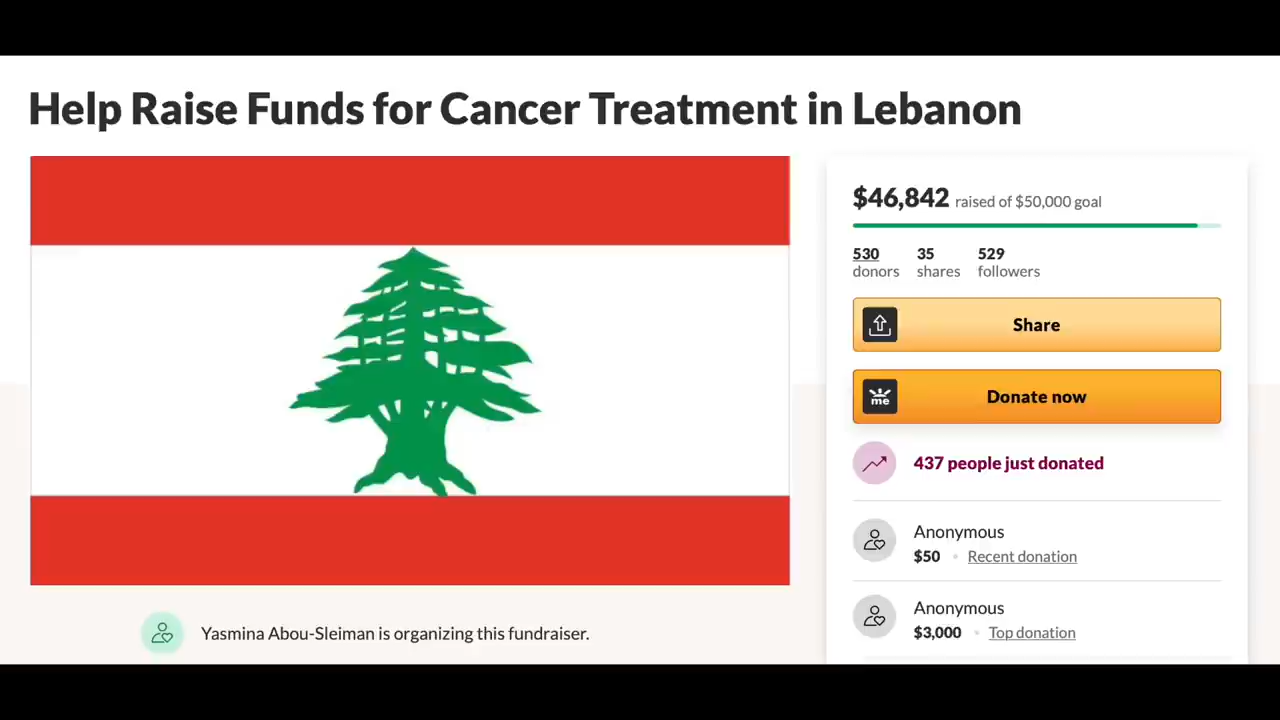 Help Raise Funds for Cancer Treatment in Lebanon
$46,842 raised of $50,000 goal
530 35 529
donors shares followers
Share
me
Donate now
437 people just donated
Anonymous
$50 • Recent donation
Anonymous
$3,000 • Top donation
Yasmina Abou-Sleiman is organizing this fundraiser.